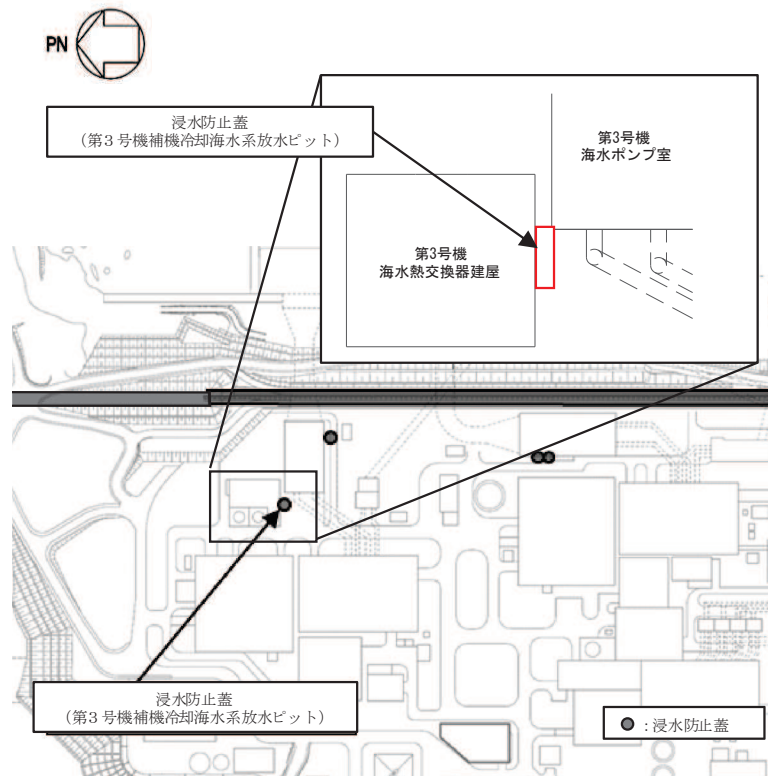 PN
浸水防止蓋
(第3号機補機冷却海水系放水ピット)
第3号機
海水ポンプ室
第3号機
海水熱交換器建屋
浸水防止蓋
(第3号機補機冷却海水系放水ピット)
:浸水防止蓋